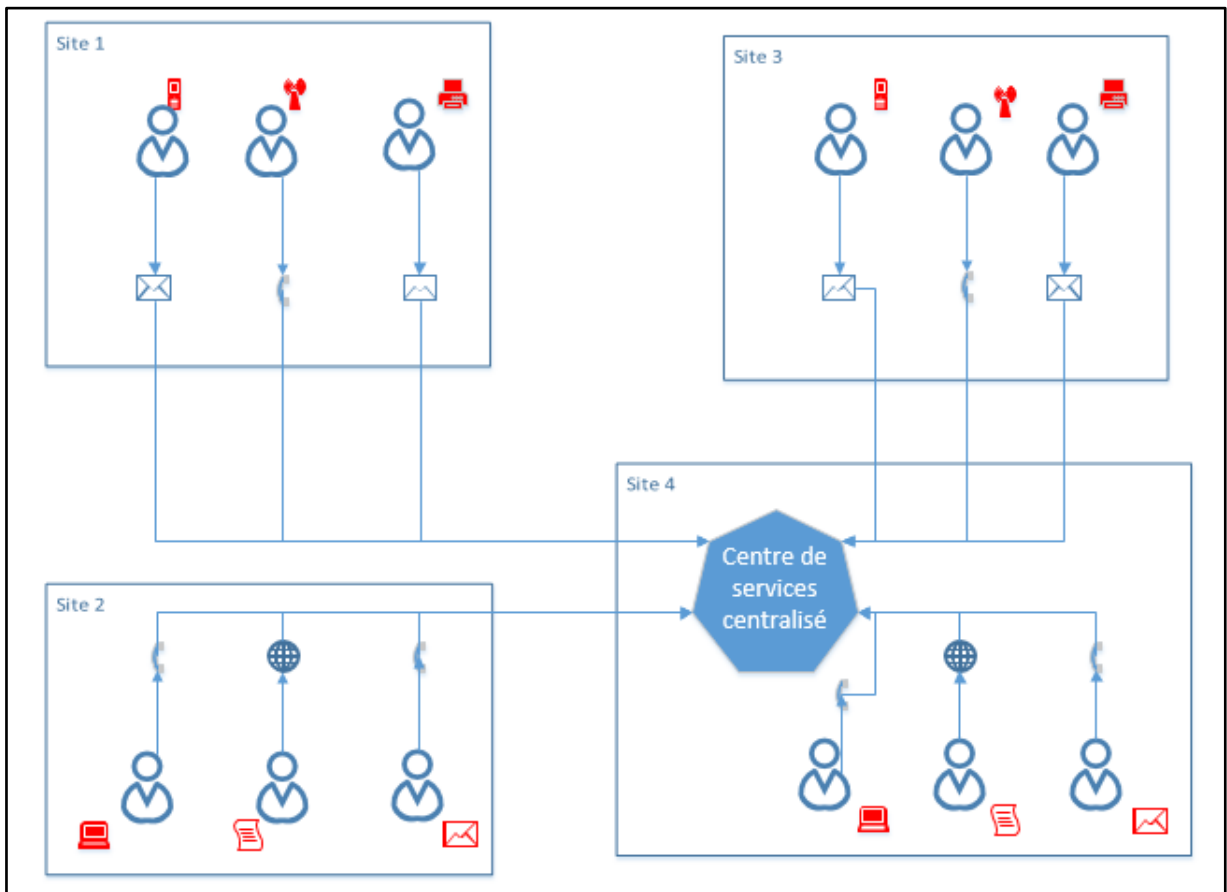 Site 1
Site 3
Site 4
Centre de
services
centralisé
Site 2